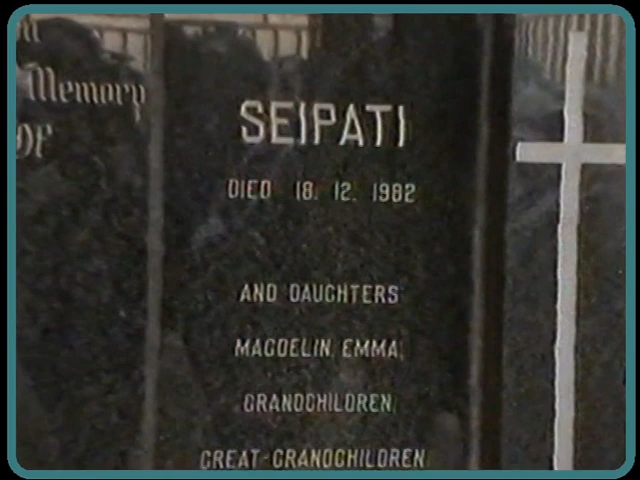 Memory
OF
SEIPATI
DIED 18. 12. 1982
AND DAUGHTERS
MAGDELIN, EMMA,
GRANDCHILDREN,
GREAT-GRANDCHILDREN